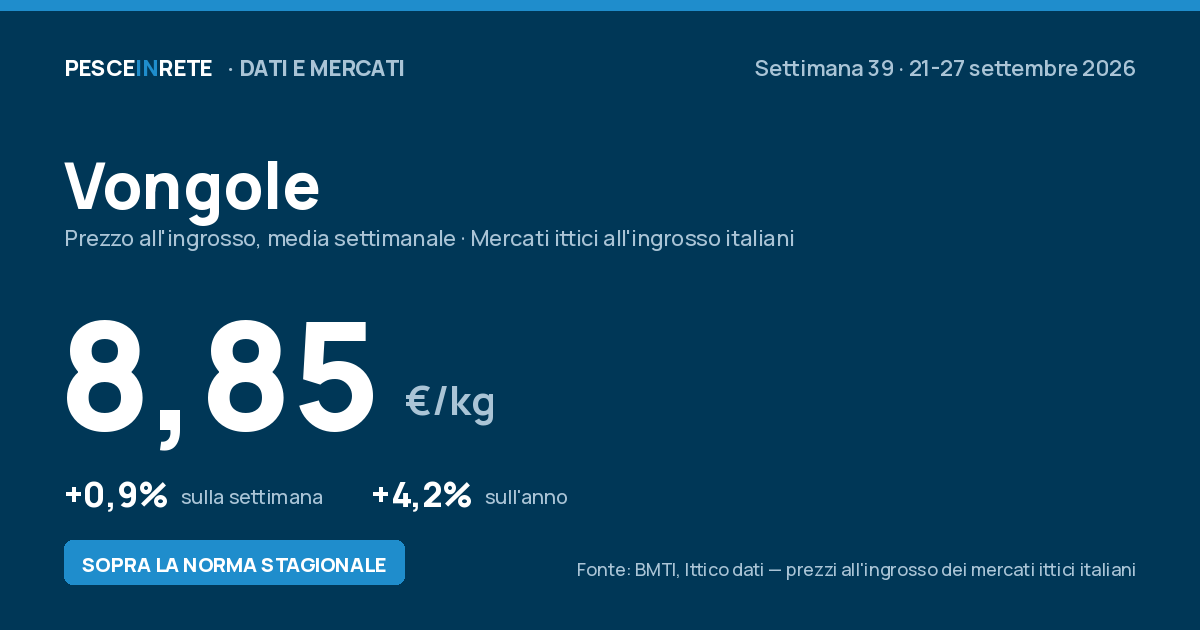 PESCEINRETE · DATI E MERCATI
Settimana 39 · 21-27 settembre 2026
Vongole
Prezzo all'ingrosso, media settimanale · Mercati ittici all'ingrosso italiani
8,85 €/kg
+0,9% sulla settimana +4,2% sull'anno
SOPRA LA NORMA STAGIONALE
Fonte: BMTI, Ittico dati — prezzi all'ingrosso dei mercati ittici italiani